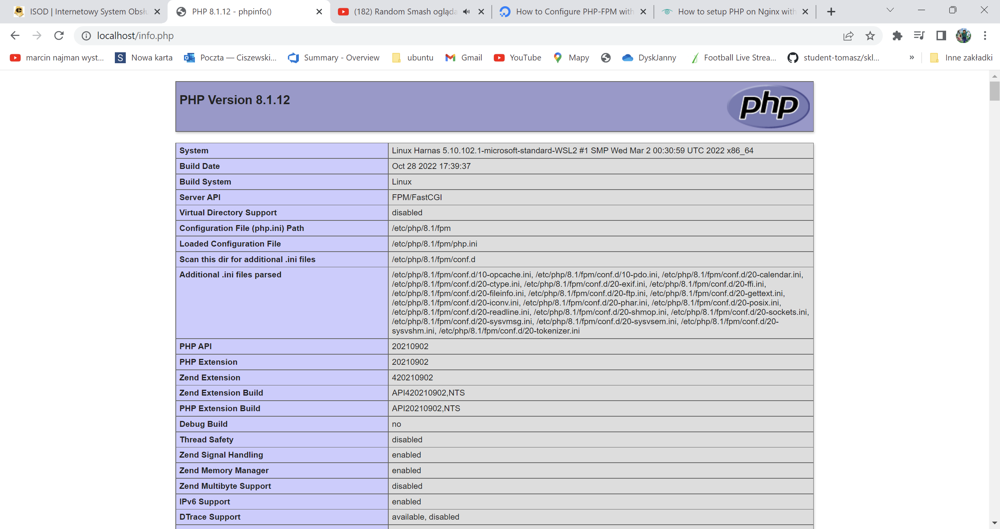 ISOD | Internetowy System Obsłu
PHP 8.1.12 - phpinfo()
(182) Random Smash ogląda
How to Configure PHP-FPM with
How to setup PHP on Nginx with
localhost/info.php
marcin najman wyst...
S
Nowa karta
Poczta — Ciszewski...
Summary - Overview
ubuntu
Gmail
YouTube
Mapy
DyskJanny
Football Live Strea...
student-tomasz/skl...
»
Inne zakładki
PHP Version 8.1.12
php
System Linux Harnas 5.10.102.1-microsoft-standard-WSL2 #1 SMP Wed Mar 2 00:30:59 UTC 2022 x86_64
Build Date Oct 28 2022 17:39:37
Build System Linux
Server API FPM/FastCGI
Virtual Directory Support disabled
Configuration File (php.ini) Path /etc/php/8.1/fpm
Loaded Configuration File /etc/php/8.1/fpm/php.ini
Scan this dir for additional .ini files /etc/php/8.1/fpm/conf.d
Additional .ini files parsed /etc/php/8.1/fpm/conf.d/10-opcache.ini, /etc/php/8.1/fpm/conf.d/10-pdo.ini, /etc/php/8.1/fpm/conf.d/20-calendar.ini,
/etc/php/8.1/fpm/conf.d/20-ctype.ini, /etc/php/8.1/fpm/conf.d/20-exif.ini, /etc/php/8.1/fpm/conf.d/20-ffi.ini,
/etc/php/8.1/fpm/conf.d/20-fileinfo.ini, /etc/php/8.1/fpm/conf.d/20-ftp.ini, /etc/php/8.1/fpm/conf.d/20-gettext.ini,
/etc/php/8.1/fpm/conf.d/20-iconv.ini, /etc/php/8.1/fpm/conf.d/20-phar.ini, /etc/php/8.1/fpm/conf.d/20-posix.ini,
/etc/php/8.1/fpm/conf.d/20-readline.ini, /etc/php/8.1/fpm/conf.d/20-shmop.ini, /etc/php/8.1/fpm/conf.d/20-sockets.ini,
/etc/php/8.1/fpm/conf.d/20-sysvmsg.ini, /etc/php/8.1/fpm/conf.d/20-sysvsem.ini, /etc/php/8.1/fpm/conf.d/20-
sysvshm.ini, /etc/php/8.1/fpm/conf.d/20-tokenizer.ini
PHP API 20210902
PHP Extension 20210902
Zend Extension 420210902
Zend Extension Build API420210902,NTS
PHP Extension Build API20210902,NTS
Debug Build no
Thread Safety disabled
Zend Signal Handling enabled
Zend Memory Manager enabled
Zend Multibyte Support disabled
IPv6 Support enabled
DTrace Support available, disabled